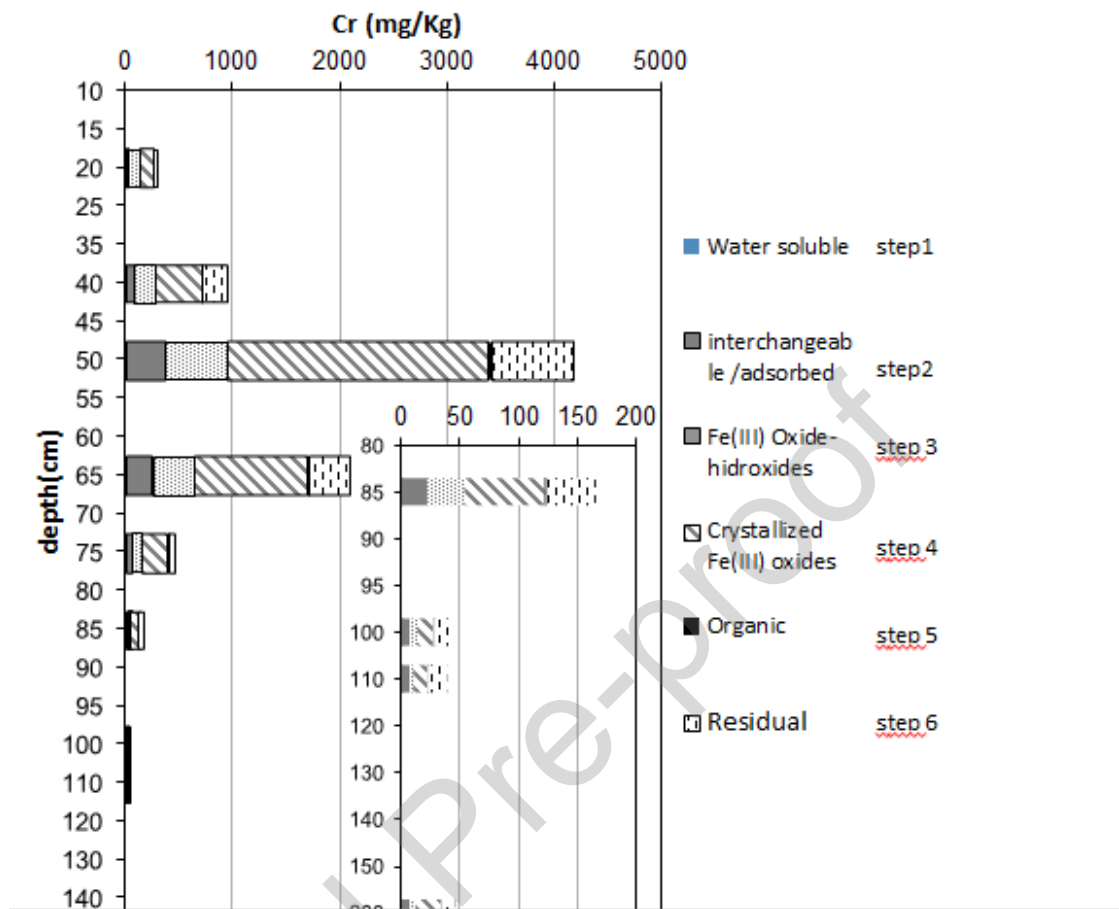 Cr (mg/Kg)
0 1000 2000 3000 4000 5000
10
15
20
25
35
40
45
50
55
60
65
70
75
80
85
90
95
100
110
120
130
140
depth(cm)
0 50 100 150 200
80
85
90
95
100
110
120
130
140
150
Water soluble step1
interchangeab
le /adsorbed step2
Fe(III) Oxide- step 3
hidroxides
Crystallized step 4
Fe(III) oxides
Organic step 5
Residual step 6
Pre-proof